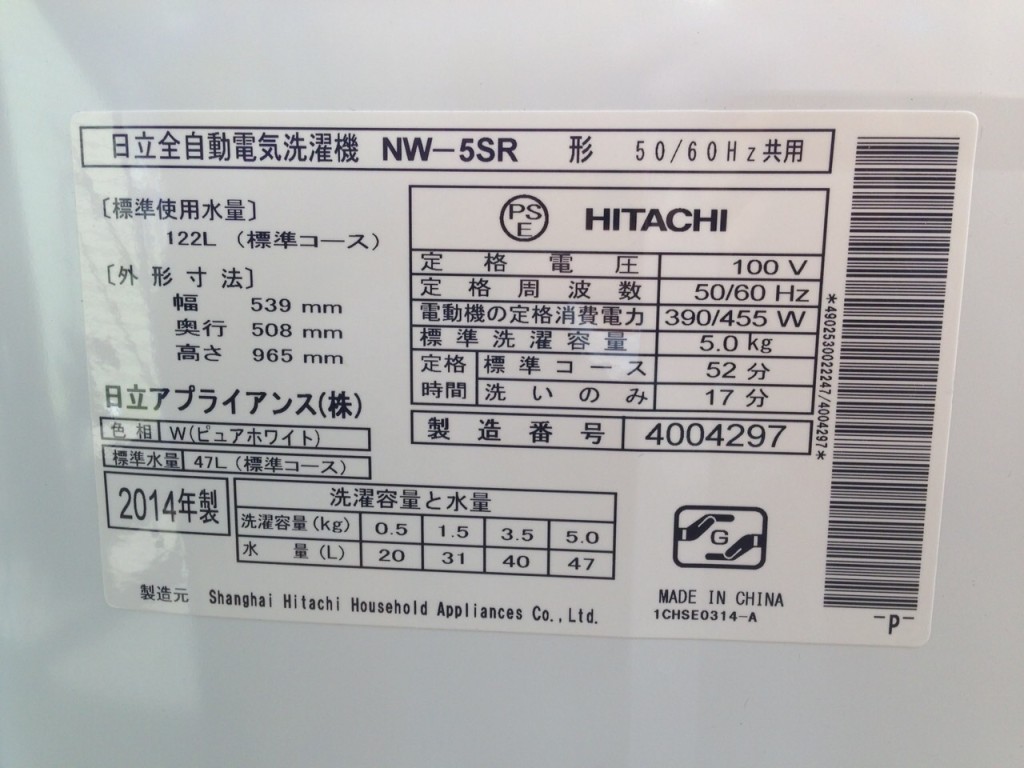 日立全自動電気洗濯機 NW-5SR 形 50/60Hz共用
〔標準使用水量〕
122L (標準コース)
〔外形寸法〕
幅 539 mm
奥行 508 mm
高さ 965 mm
日立アプライアンス(株)
色相 W(ピュアホワイト)
標準水量 47L (標準コース)
2014年製
PS E HITACHI
定格電圧 100 V
定格周波数 50/60 Hz
電動機の定格消費電力 390/455 W
標準洗濯容量 5.0 kg
定格時間 標準コース 52 分
洗いのみ 17 分
製造番号 4004297
洗濯容量と水量
洗濯容量(kg) 0.5 1.5 3.5 5.0
水量(L) 20 31 40 47
G
製造元 Shanghai Hitachi Household Appliances Co.,Ltd.
MADE IN CHINA
1CHSE0314-A
*4902530022247/4004297*
-P-